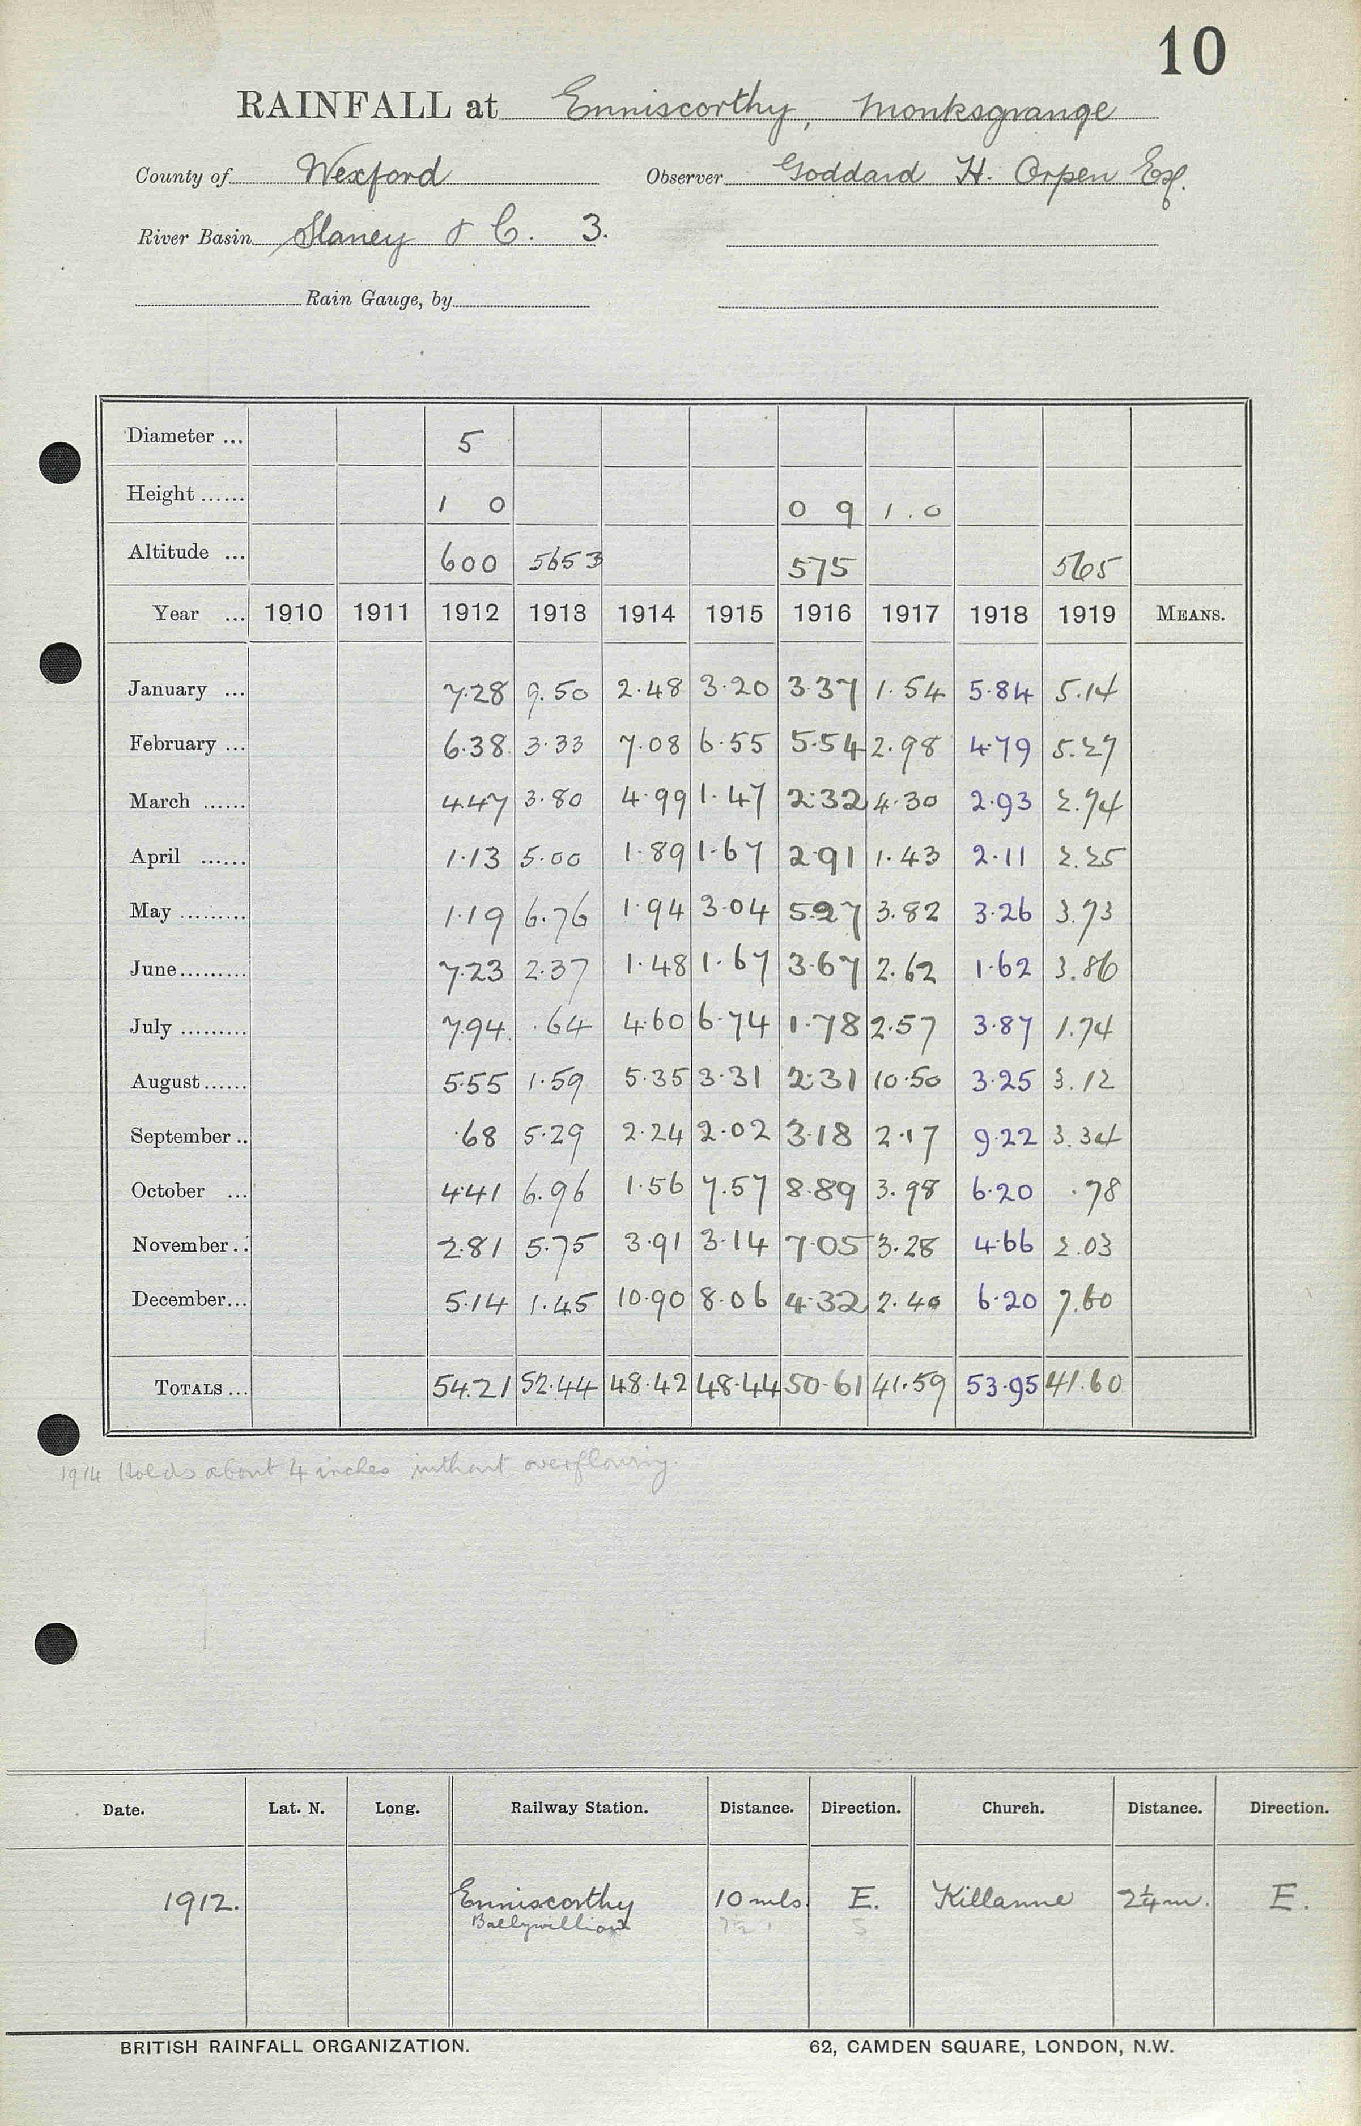 10
RAINFALL at Enniscorthy, Monksgrange
County of Wexford Observer Goddard H. Orpen Esq.
River Basin Slaney & C. 3.
Rain Gauge, by
Diameter ... 5
Height ...... 1 0 0 9 1.0
Altitude ... 600 5653 575 565
Year ... 1910 1911 1912 1913 1914 1915 1916 1917 1918 1919 MEANS.
January ... 7.28 9.50 2.48 3.20 3.37 1.54 5.84 5.14
February ... 6.38 3.33 7.08 6.55 5.54 2.98 4.79 5.27
March ...... 4.47 3.80 4.99 1.47 2.32 4.30 2.93 2.94
April ...... 1.13 5.00 1.89 1.67 2.91 1.43 2.11 2.25
May ......... 1.19 6.76 1.94 3.04 5.27 3.82 3.26 3.73
June......... 7.23 2.37 1.48 1.67 3.67 2.62 1.62 3.86
July ......... 7.94 .64 4.60 6.74 1.78 2.57 3.87 1.74
August...... 5.55 1.59 5.35 3.31 2.31 10.50 3.25 3.12
September .. .68 5.29 2.24 2.02 3.18 2.17 9.22 3.34
October ... 4.41 6.96 1.56 7.57 8.89 3.98 6.20 .78
November .. 2.81 5.75 3.91 3.14 7.05 3.28 4.66 2.03
December... 5.14 1.45 10.90 8.06 4.32 2.40 6.20 7.60
TOTALS ... 54.21 52.44 48.42 48.44 50.61 41.59 53.95 41.60
1914 Holds about 4 inches without overflowing.
Date. Lat. N. Long. Railway Station. Distance. Direction. Church. Distance. Direction.
1912. Enniscorthy 10 mls. E. Killanne 2¼ m. E.
Ballywilliam 7½ S
BRITISH RAINFALL ORGANIZATION. 62, CAMDEN SQUARE, LONDON, N.W.